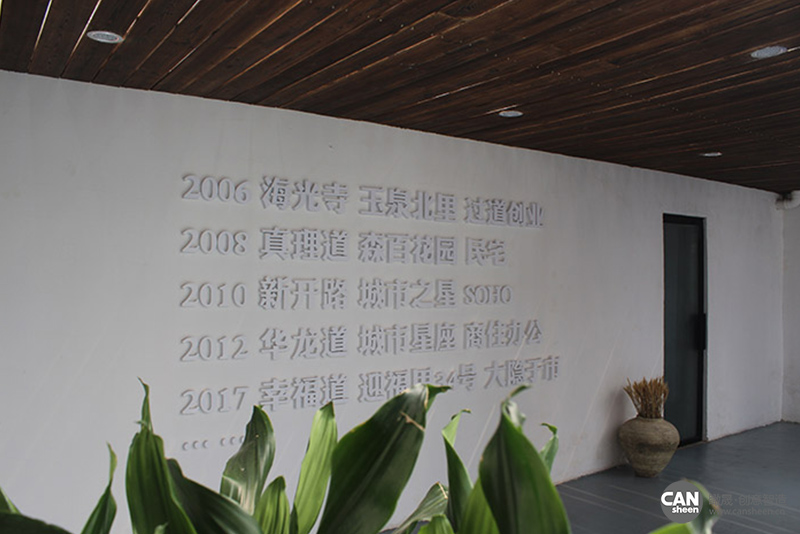 2006 海光寺 玉泉北里 过道创业
2008 真理道 森百花园 民宅
2010 新开路 城市之星 SOHO
2012 华龙道 城市星座 商住办公
2017 幸福道 迎福里34号 大隐于市
... ...
CAN
sheen